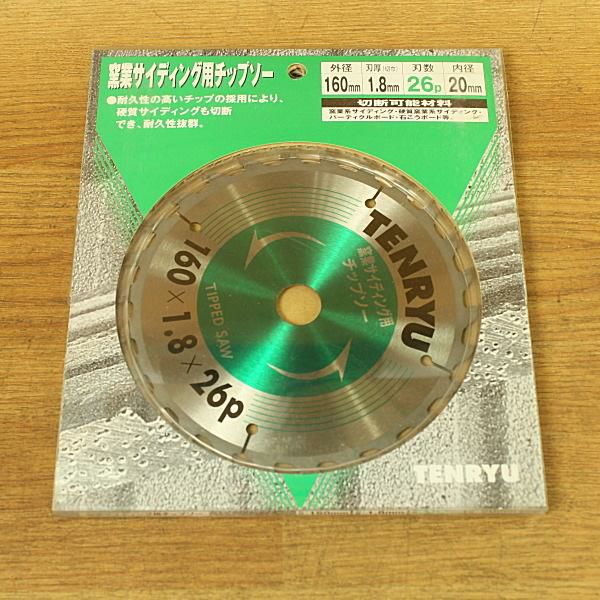 窯業サイディング用チップソー
●耐久性の高いチップの採用により、
硬質サイディングも切断
でき、耐久性抜群。
外径 刃厚(切巾) 刃数 内径
160mm 1.8mm 26p 20mm
切断可能材料
窯業系サイディング・硬質窯業系サイディング・
パーティクルボード・石こうボード等
TENRYU
窯業サイディング用
チップソー
TIPPED SAW
160×1.8×26p
TENRYU